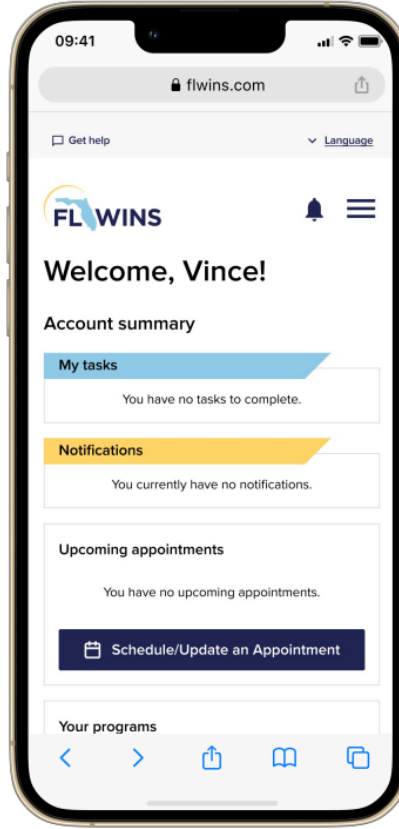 09:41
flwins.com
Get help
Language
FL WINS
Welcome, Vince!
Account summary
My tasks
You have no tasks to complete.
Notifications
You currently have no notifications.
Upcoming appointments
You have no upcoming appointments.
Schedule/Update an Appointment
Your programs